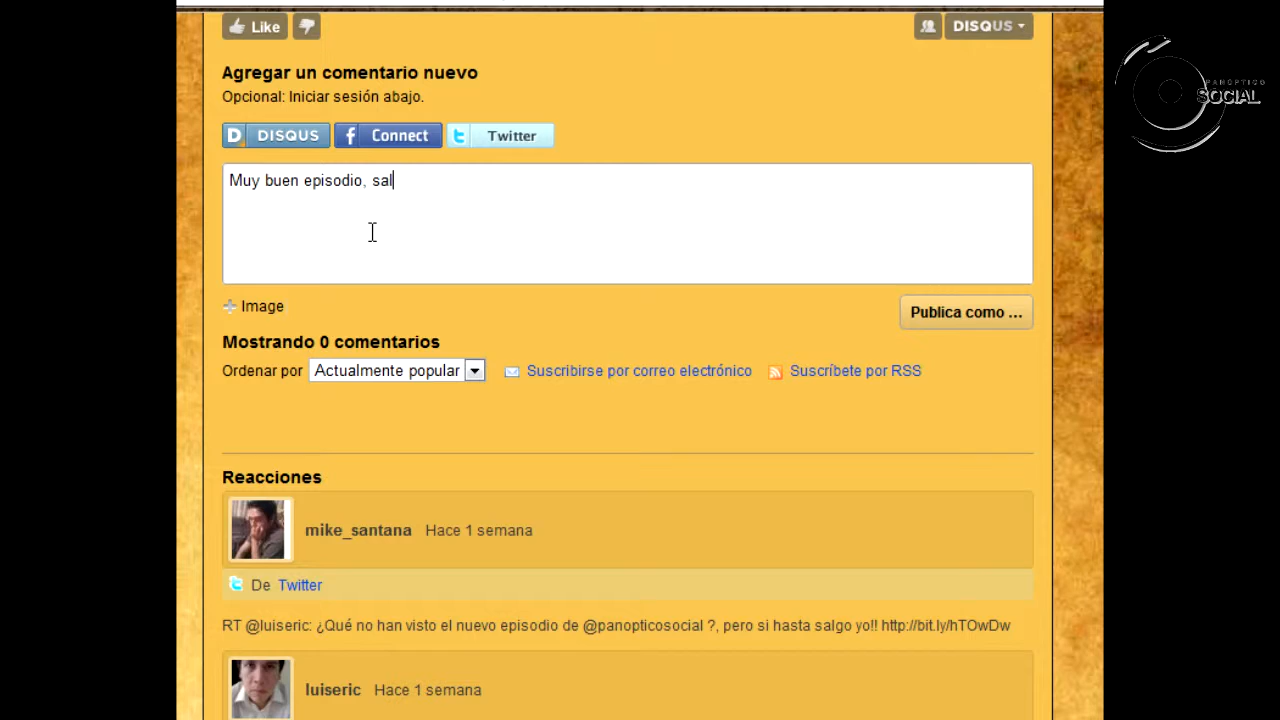 Like
DISQUS
Agregar un comentario nuevo
Opcional: Iniciar sesión abajo.
D DISQUS
f Connect
t Twitter
Muy buen episodio, sal
Image
Publica como ...
Mostrando 0 comentarios
Ordenar por Actualmente popular
Suscribirse por correo electrónico
Suscríbete por RSS
Reacciones
mike_santana Hace 1 semana
De Twitter
RT @luiseric: ¿Qué no han visto el nuevo episodio de @panopticosocial ?, pero si hasta salgo yo!! http://bit.ly/hTOwDw
luiseric Hace 1 semana
PANÓPTICO
SOCIAL